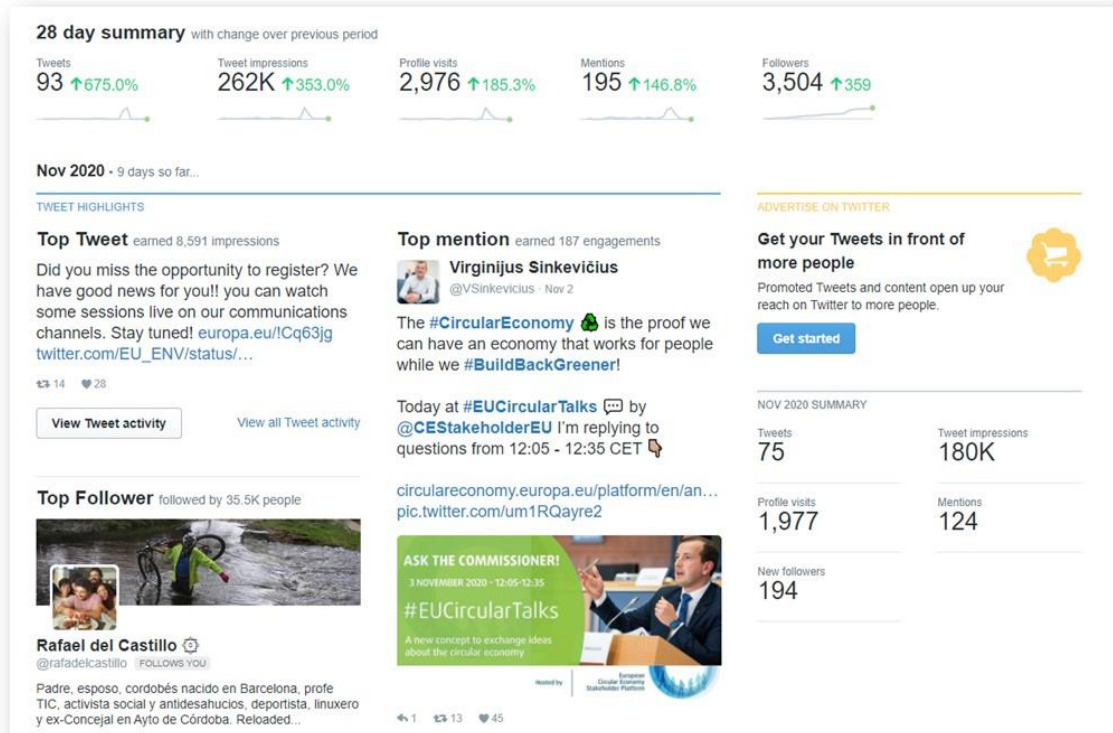 28 day summary with change over previous period
Tweets
93 ↑675.0%
Tweet impressions
262K ↑353.0%
Profile visits
2,976 ↑185.3%
Mentions
195 ↑146.8%
Followers
3,504 ↑359
Nov 2020 • 9 days so far...
TWEET HIGHLIGHTS
Top Tweet earned 8,591 impressions
Did you miss the opportunity to register? We
have good news for you!! you can watch
some sessions live on our communications
channels. Stay tuned! europa.eu/!Cq63jg
twitter.com/EU_ENV/status/…
14 28
View Tweet activity
View all Tweet activity
Top Follower followed by 35.5K people
Rafael del Castillo
@rafadelcastillo FOLLOWS YOU
Padre, esposo, cordobés nacido en Barcelona, profe
TIC, activista social y antidesahucios, deportista, linuxero
y ex-Concejal en Ayto de Córdoba. Reloaded...
Top mention earned 187 engagements
Virginijus Sinkevičius
@VSinkevicius · Nov 2
The #CircularEconomy ♻ is the proof we
can have an economy that works for people
while we #BuildBackGreener!
Today at #EUCircularTalks 💬 by
@CEStakeholderEU I'm replying to
questions from 12:05 - 12:35 CET 👇🏽
circulareconomy.europa.eu/platform/en/an…
pic.twitter.com/um1RQayre2
ASK THE COMMISSIONER!
3 NOVEMBER 2020 - 12:05-12:35
#EUCircularTalks
A new concept to exchange ideas
about the circular economy
Hosted by
European
Circular Economy
Stakeholder Platform
1 13 45
ADVERTISE ON TWITTER
Get your Tweets in front of
more people
Promoted Tweets and content open up your
reach on Twitter to more people.
Get started
NOV 2020 SUMMARY
Tweets
75
Tweet impressions
180K
Profile visits
1,977
Mentions
124
New followers
194